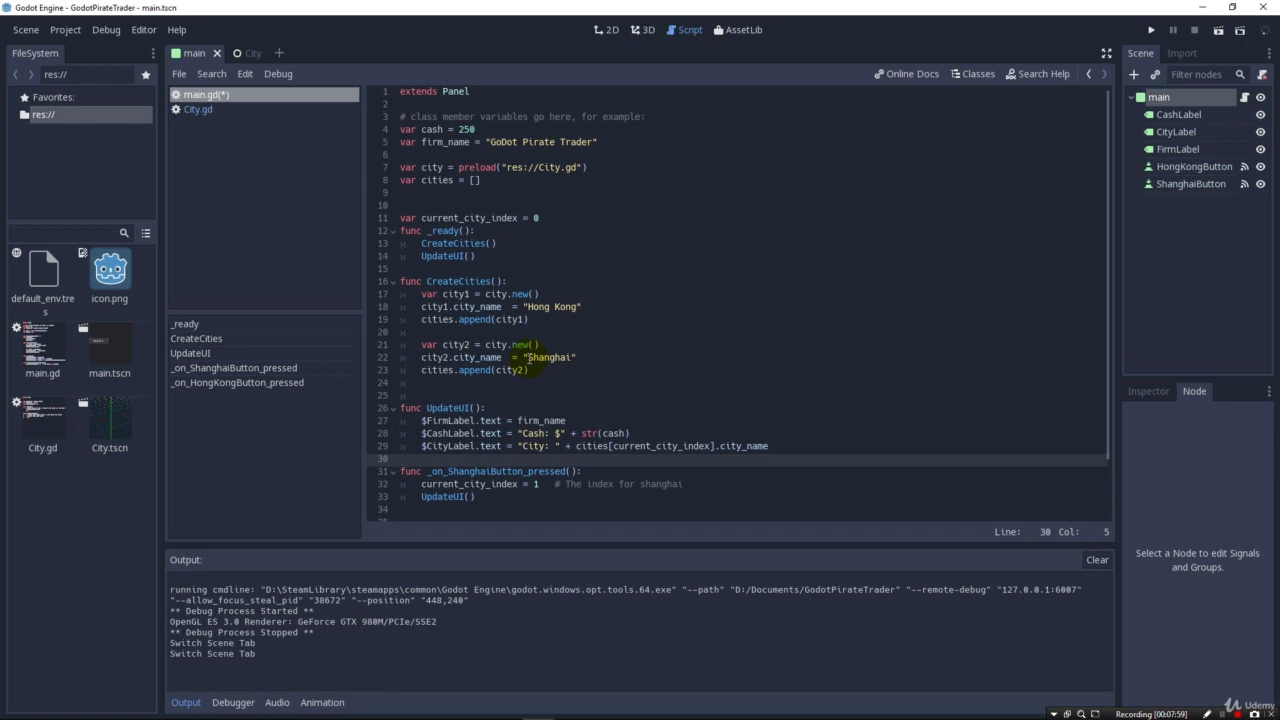 Godot Engine - GodotPirateTrader - main.tscn
Scene Project Debug Editor Help
2D 3D Script AssetLib
FileSystem
res://
Favorites:
res://
default_env.tres
icon.png
main.gd
main.tscn
City.gd
City.tscn
main City
File Search Edit Debug
Online Docs Classes Search Help
main.gd(*)
City.gd
_ready
CreateCities
UpdateUI
_on_ShanghaiButton_pressed
_on_HongKongButton_pressed
1 extends Panel
2
3 # class member variables go here, for example:
4 var cash = 250
5 var firm_name = "GoDot Pirate Trader"
6
7 var city = preload("res://City.gd")
8 var cities = []
9
10
11 var current_city_index = 0
12 func _ready():
13 CreateCities()
14 UpdateUI()
15
16 func CreateCities():
17 var city1 = city.new()
18 city1.city_name = "Hong Kong"
19 cities.append(city1)
20
21 var city2 = city.new()
22 city2.city_name = "Shanghai"
23 cities.append(city2)
24
25
26 func UpdateUI():
27 $FirmLabel.text = firm_name
28 $CashLabel.text = "Cash: $" + str(cash)
29 $CityLabel.text = "City: " + cities[current_city_index].city_name
30
31 func _on_ShanghaiButton_pressed():
32 current_city_index = 1 # The index for shanghai
33 UpdateUI()
34
Line: 30 Col: 5
Output: Clear
running cmdline: "D:\SteamLibrary\steamapps\common\Godot Engine\godot.windows.opt.tools.64.exe" "--path" "D:/Documents/GodotPirateTrader" "--remote-debug" "127.0.0.1:6007"
"--allow_focus_steal_pid" "38672" "--position" "448,240"
** Debug Process Started **
OpenGL ES 3.0 Renderer: GeForce GTX 980M/PCIe/SSE2
** Debug Process Stopped **
Switch Scene Tab
Switch Scene Tab
Output Debugger Audio Animation
Scene Import
Filter nodes
main
CashLabel
CityLabel
FirmLabel
HongKongButton
ShanghaiButton
Inspector Node
Select a Node to edit Signals
and Groups.
Udemy
Recording [00:07:59]